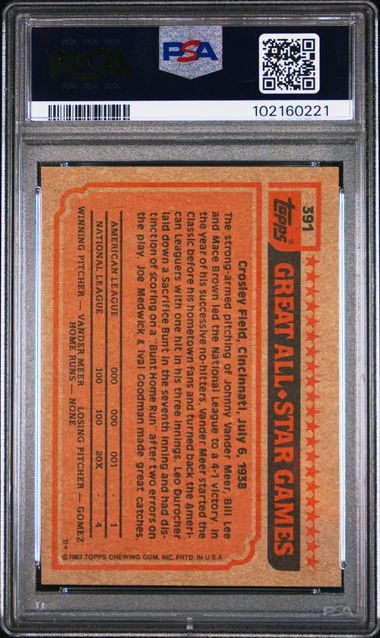 PSA
PSA
102160221
391
TOPPS
GREAT ALL★STAR GAMES
Crosley Field, Cincinnati, July 6, 1938
The strong-armed pitching of Johnny Vander Meer, Bill Lee
and Mace Brown led the National League to a 4-1 victory. In
the year of his successive no-hitters, Vander Meer started the
Classic before his hometown fans and turned back the Ameri-
can Leaguers with one hit in his three innings. Leo Durocher
laid down a Sacrifice Bunt in the seventh inning and had dis-
tinction of scoring on a "Bunt Home Run" after two errors on
the play. Joe Medwick & Ival Goodman made great catches.
AMERICAN LEAGUE 000 000 001 - 1
NATIONAL LEAGUE 100 100 20X - 4
WINNING PITCHER — VANDER MEER LOSING PITCHER — GOMEZ
HOME RUNS — NONE
D*
©1983 TOPPS CHEWING GUM, INC. PRTD. IN U.S.A.
PSA